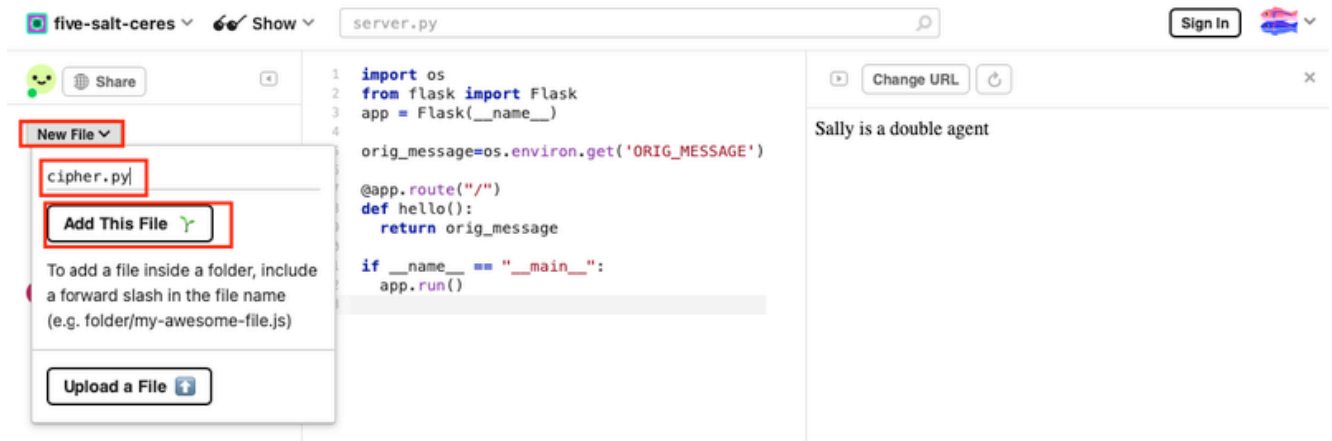 five-salt-ceres Show server.py Sign In
Share
Change URL
New File
cipher.py
Add This File
To add a file inside a folder, include
a forward slash in the file name
(e.g. folder/my-awesome-file.js)
Upload a File
1 import os
2 from flask import Flask
3 app = Flask(__name__)
4
orig_message=os.environ.get('ORIG_MESSAGE')
@app.route("/")
def hello():
return orig_message
if __name__ == "__main__":
app.run()
Sally is a double agent